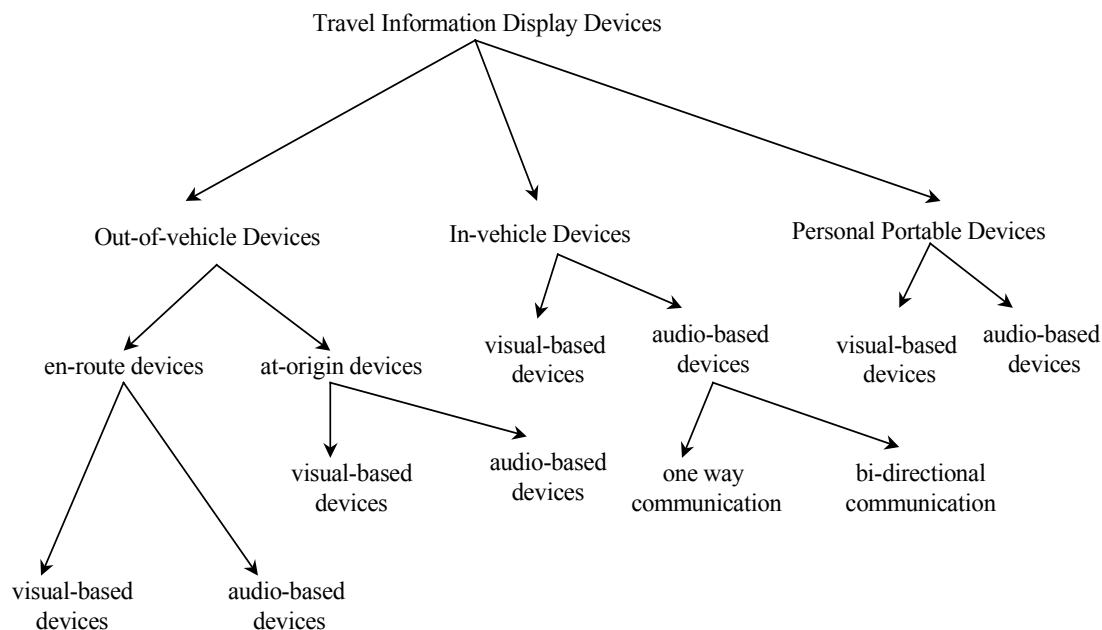 Travel Information Display Devices
Out-of-vehicle Devices
In-vehicle Devices
Personal Portable Devices
en-route devices
at-origin devices
visual-based
devices
audio-based
devices
visual-based
devices
audio-based
devices
visual-based
devices
audio-based
devices
one way
communication
bi-directional
communication
visual-based
devices
audio-based
devices